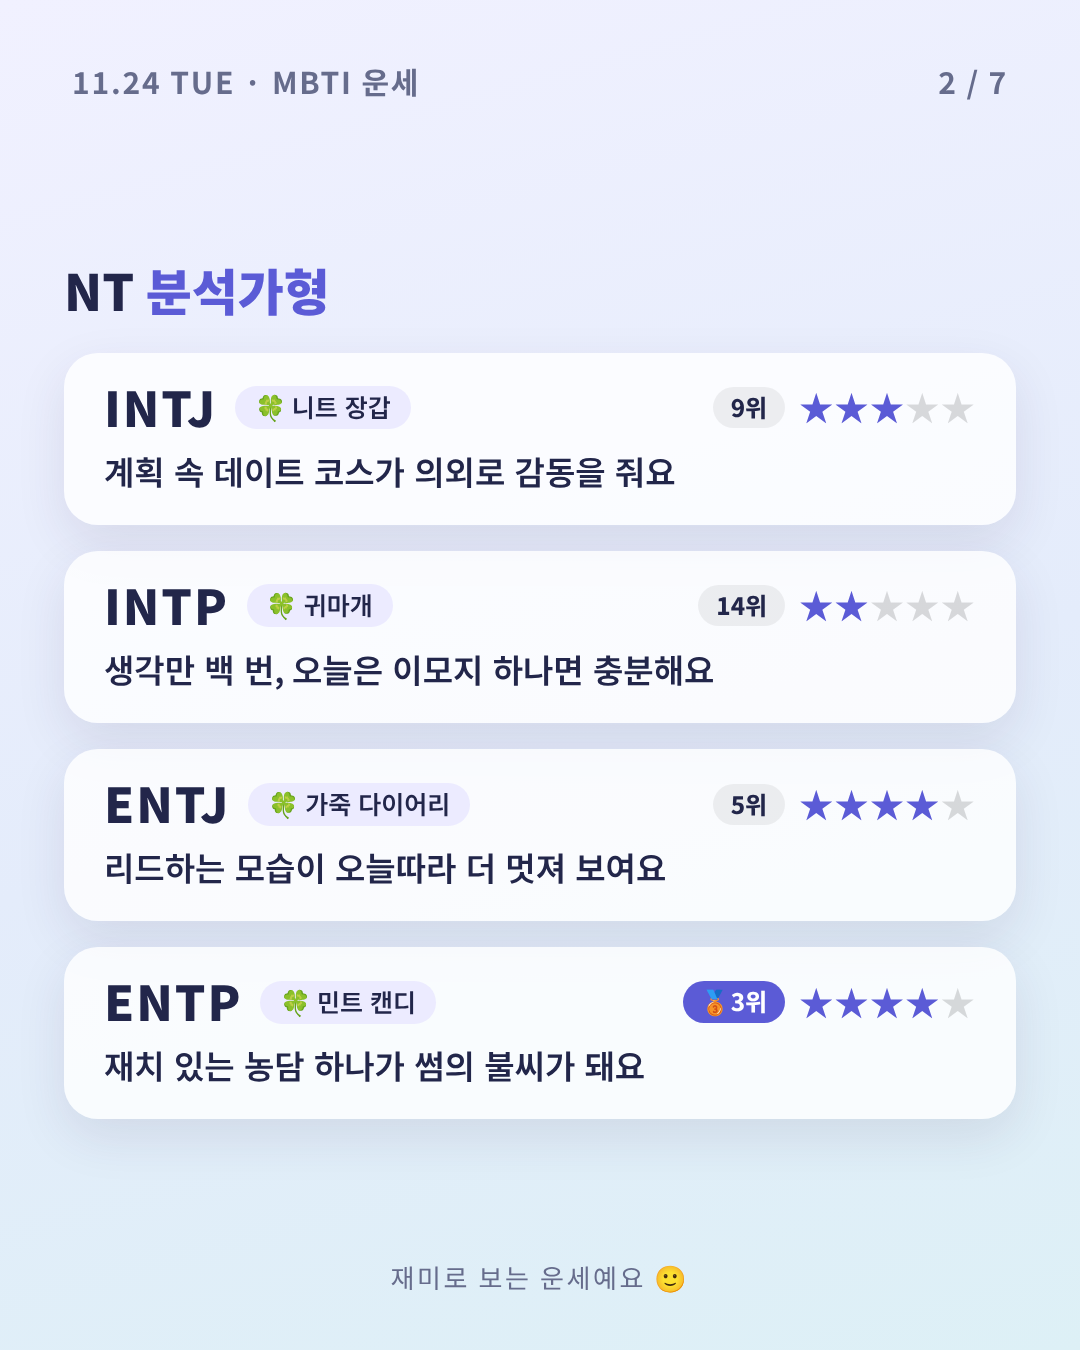 11.24 TUE · MBTI 운세
2 / 7
NT 분석가형
INTJ 🍀 니트 장갑 9위 ★★★★★
계획 속 데이트 코스가 의외로 감동을 줘요
INTP 🍀 귀마개 14위 ★★★★★
생각만 백 번, 오늘은 이모지 하나면 충분해요
ENTJ 🍀 가죽 다이어리 5위 ★★★★★
리드하는 모습이 오늘따라 더 멋져 보여요
ENTP 🍀 민트 캔디 🥉3위 ★★★★★
재치 있는 농담 하나가 썸의 불씨가 돼요
재미로 보는 운세예요 🙂